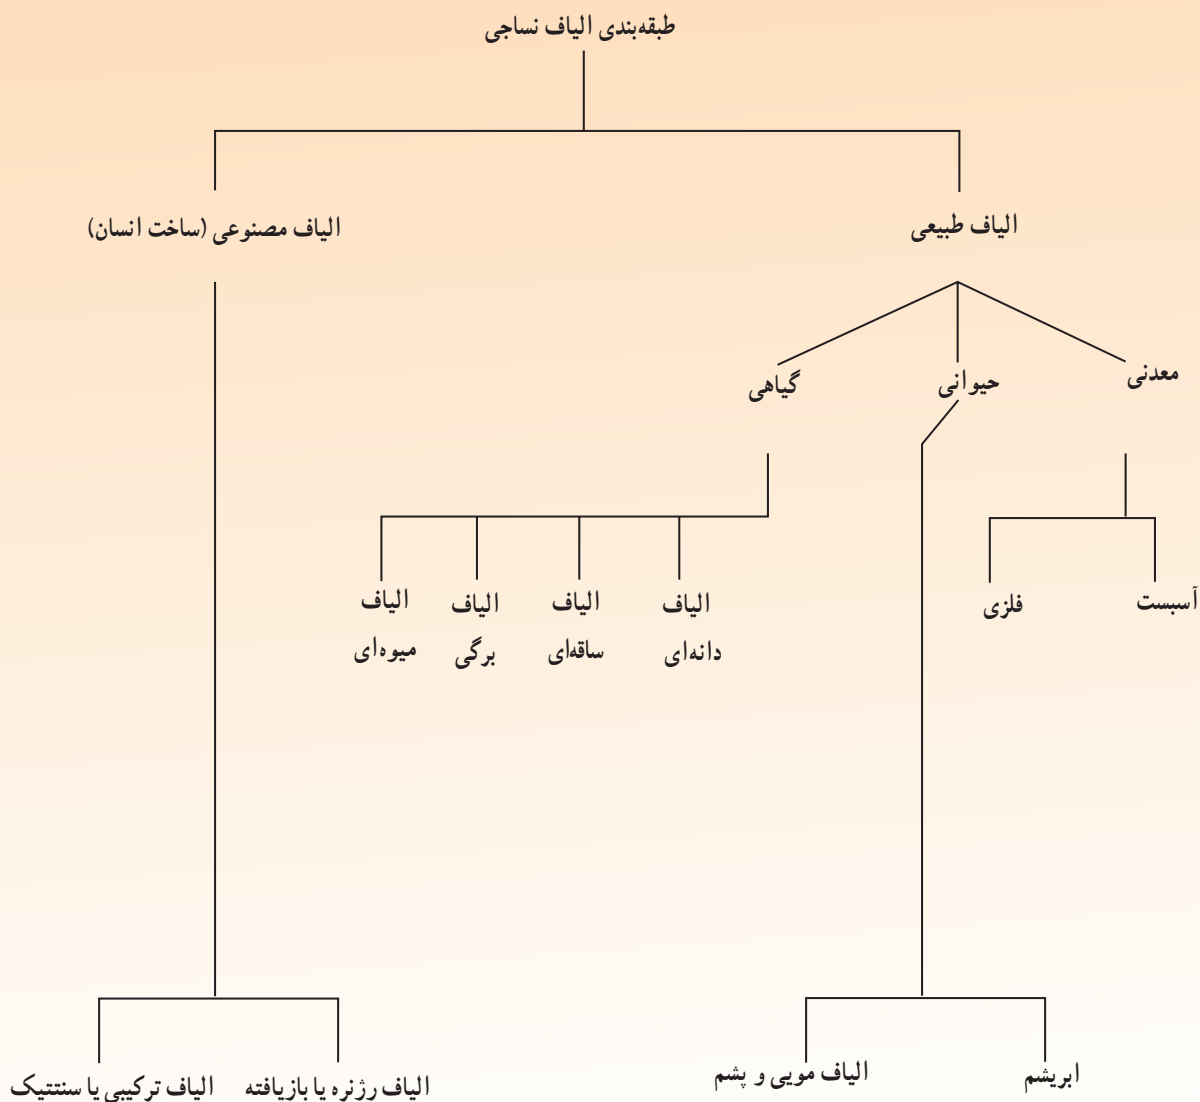 طبقه‌بندی الیاف نساجی
الیاف طبیعی
الیاف مصنوعی (ساخت انسان)
معدنی
حیوانی
گیاهی
آسبست
فلزی
الیاف
دانه‌ای
الیاف
ساقه‌ای
الیاف
برگی
الیاف
میوه‌ای
ابریشم
الیاف مویی و پشم
الیاف رژنره یا بازیافته
الیاف ترکیبی یا سنتتیک